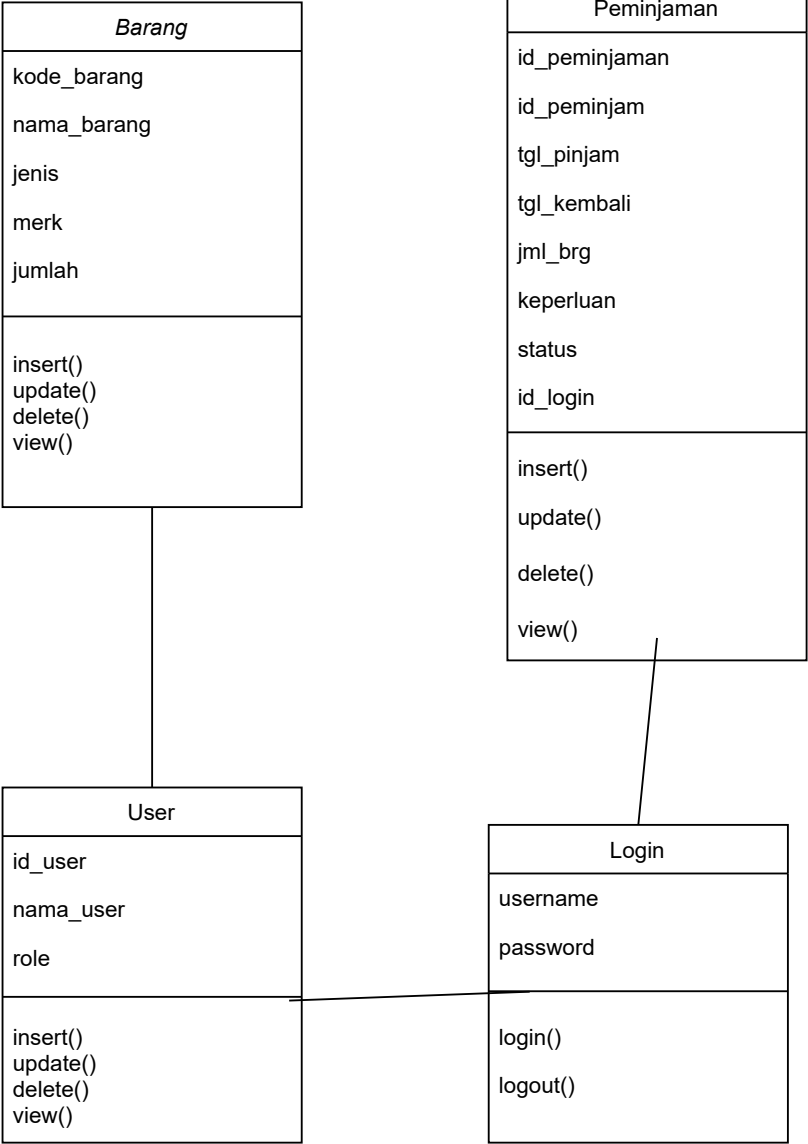 Barang
kode_barang
nama_barang
jenis
merk
jumlah
insert()
update()
delete()
view()
Peminjaman
id_peminjaman
id_peminjam
tgl_pinjam
tgl_kembali
jml_brg
keperluan
status
id_login
insert()
update()
delete()
view()
User
id_user
nama_user
role
insert()
update()
delete()
view()
Login
username
password
login()
logout()